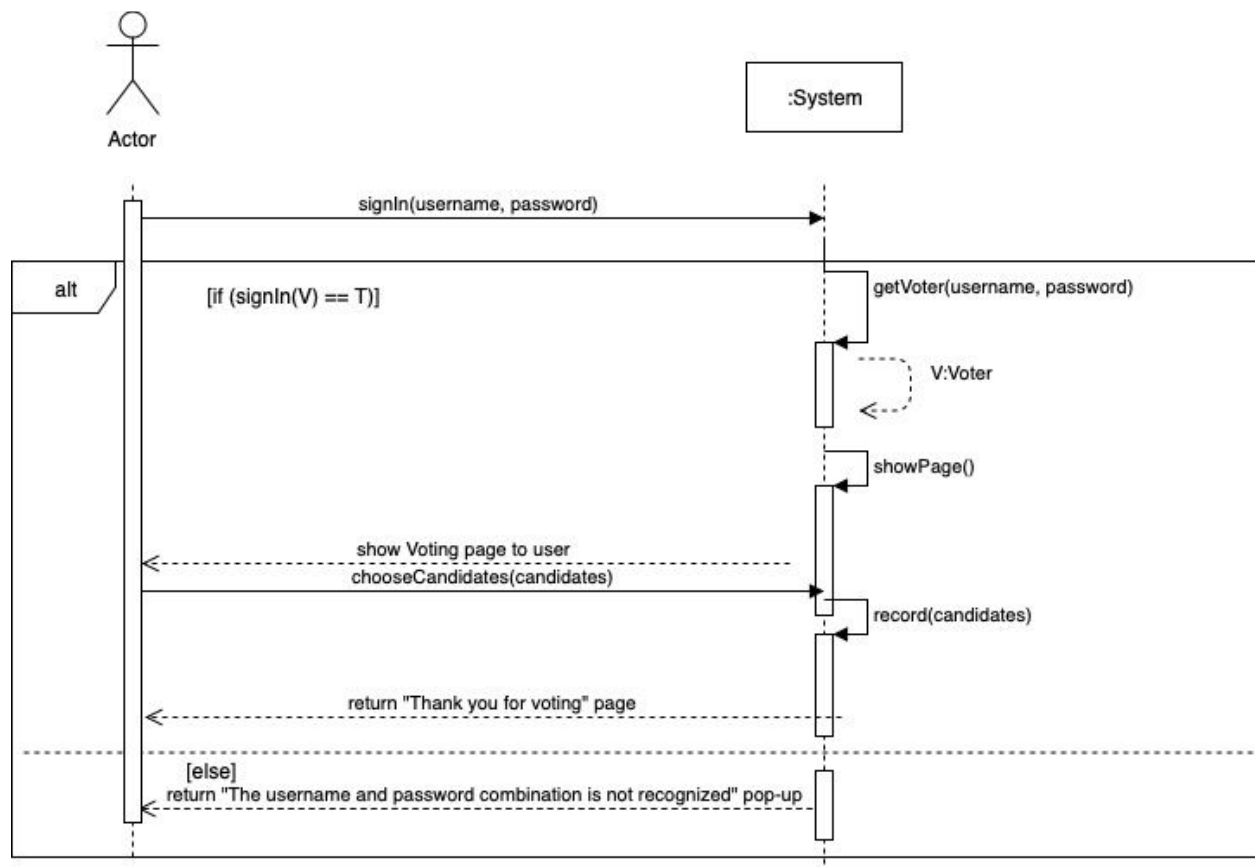 Actor
:System
signIn(username, password)
alt
[if (signIn(V) == T)]
getVoter(username, password)
V:Voter
showPage()
show Voting page to user
chooseCandidates(candidates)
record(candidates)
return "Thank you for voting" page
[else]
return "The username and password combination is not recognized" pop-up